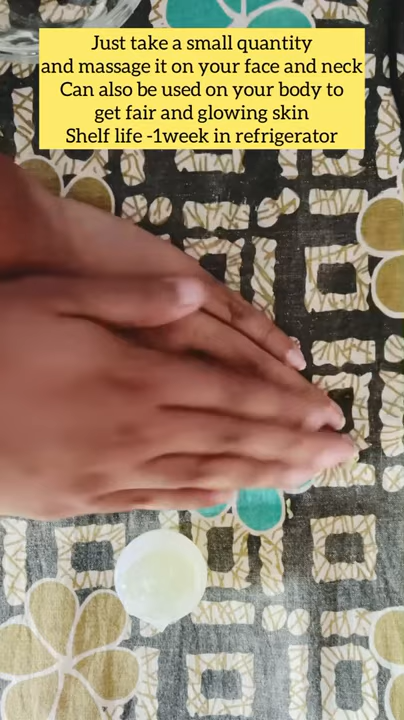 Just take a small quantity
and massage it on your face and neck
Can also be used on your body to
get fair and glowing skin
Shelf life -1week in refrigerator